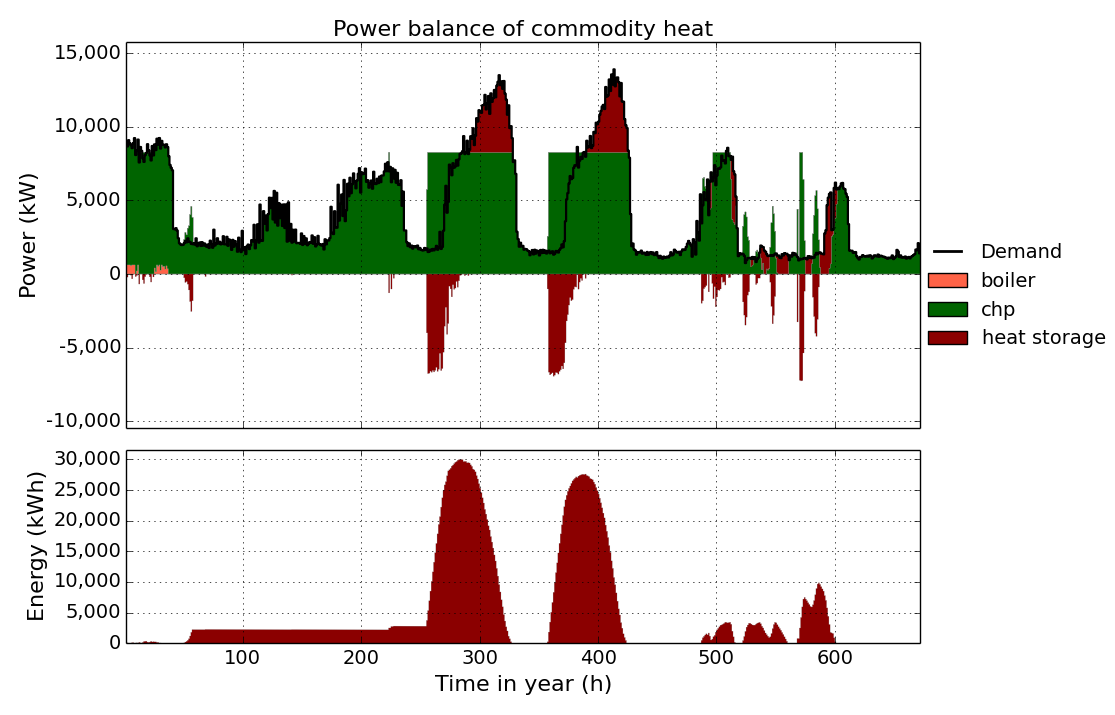 Power balance of commodity heat
Power (kW)
15,000
10,000
5,000
0
-5,000
-10,000
Demand
boiler
chp
heat storage
Energy (kWh)
30,000
25,000
20,000
15,000
10,000
5,000
0
100 200 300 400 500 600
Time in year (h)